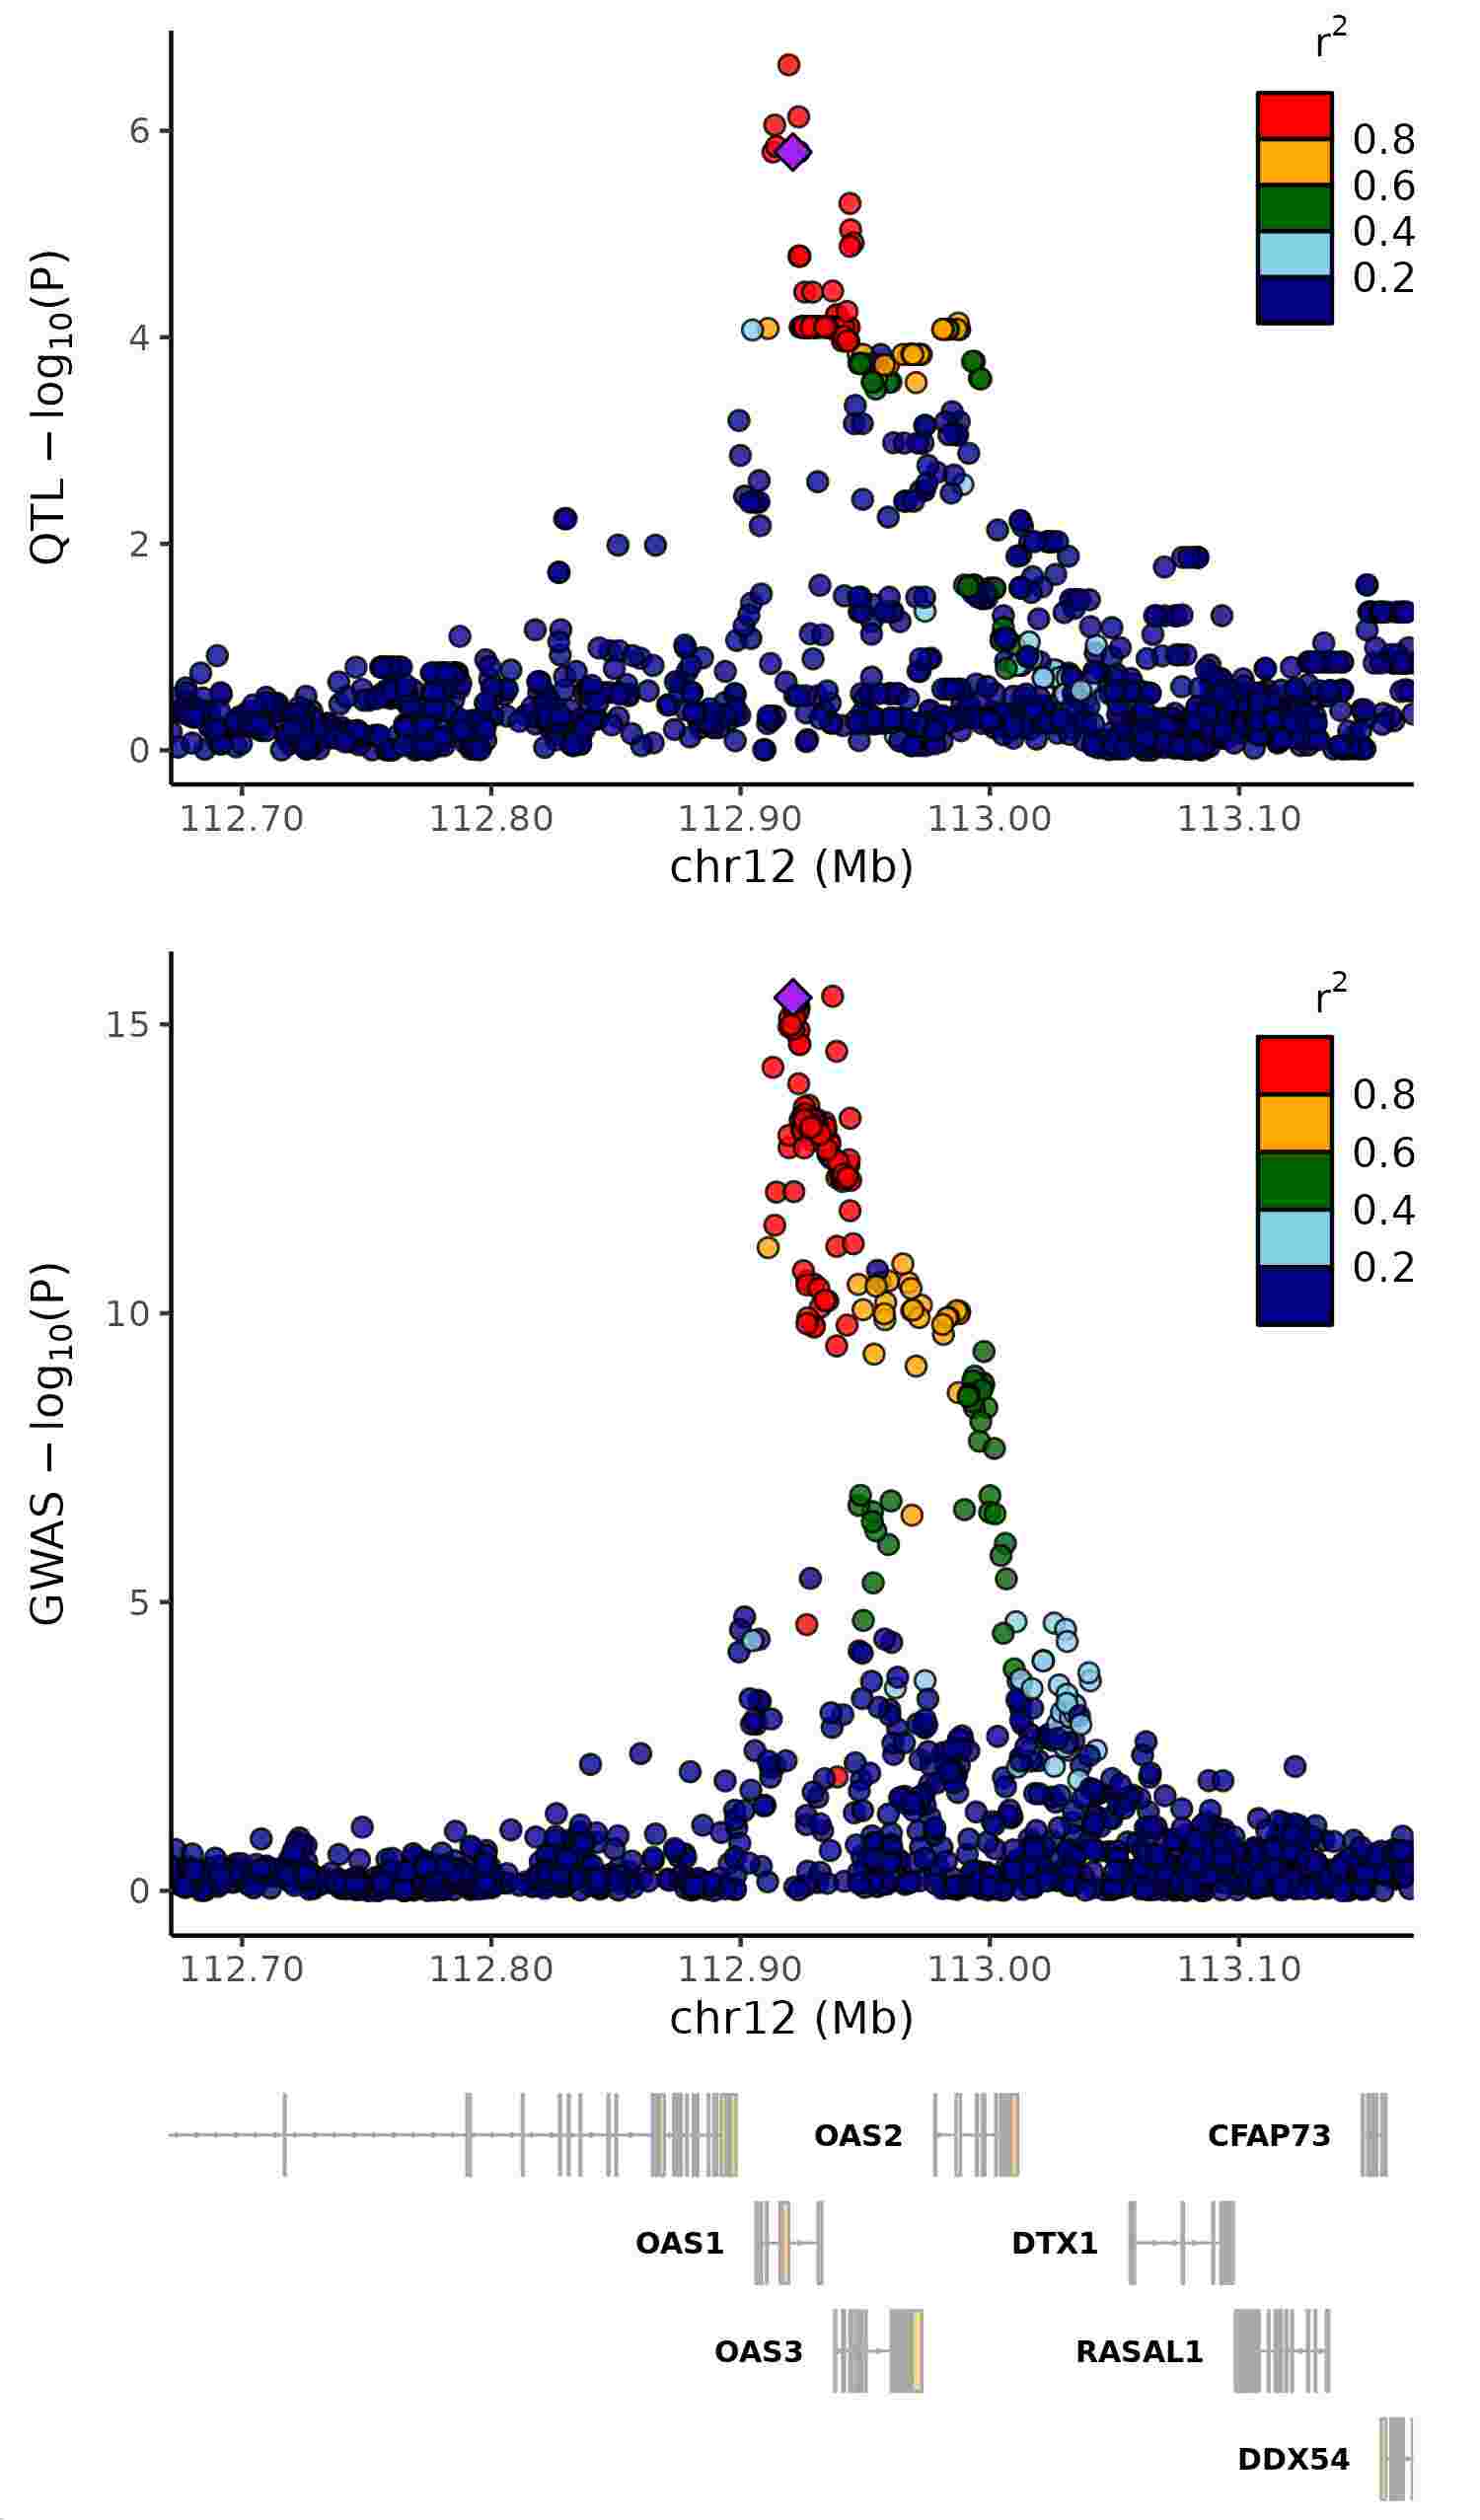 r²
6
4
2
0
QTL −log₁₀(P)
0.8
0.6
0.4
0.2
112.70 112.80 112.90 113.00 113.10
chr12 (Mb)
r²
15
10
5
0
GWAS −log₁₀(P)
0.8
0.6
0.4
0.2
112.70 112.80 112.90 113.00 113.10
chr12 (Mb)
OAS2 CFAP73
OAS1 DTX1
OAS3 RASAL1
DDX54